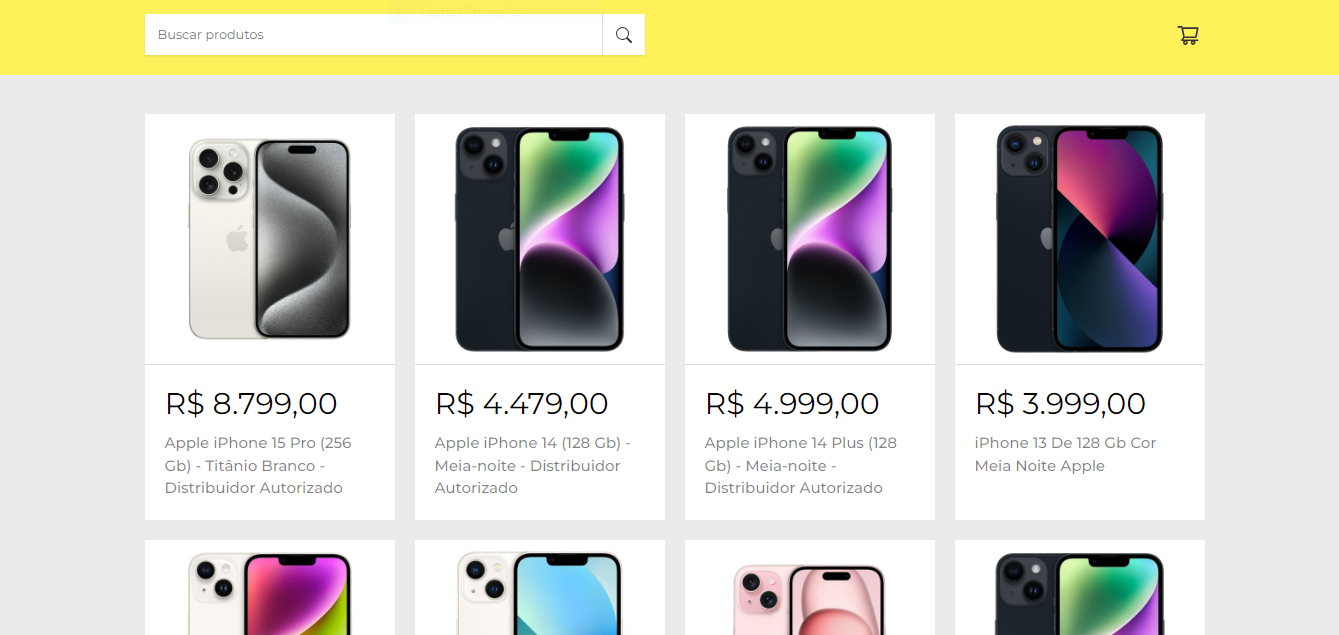 Buscar produtos
R$ 8.799,00
Apple iPhone 15 Pro (256
Gb) - Titânio Branco -
Distribuidor Autorizado
R$ 4.479,00
Apple iPhone 14 (128 Gb) -
Meia-noite - Distribuidor
Autorizado
R$ 4.999,00
Apple iPhone 14 Plus (128
Gb) - Meia-noite -
Distribuidor Autorizado
R$ 3.999,00
iPhone 13 De 128 Gb Cor
Meia Noite Apple